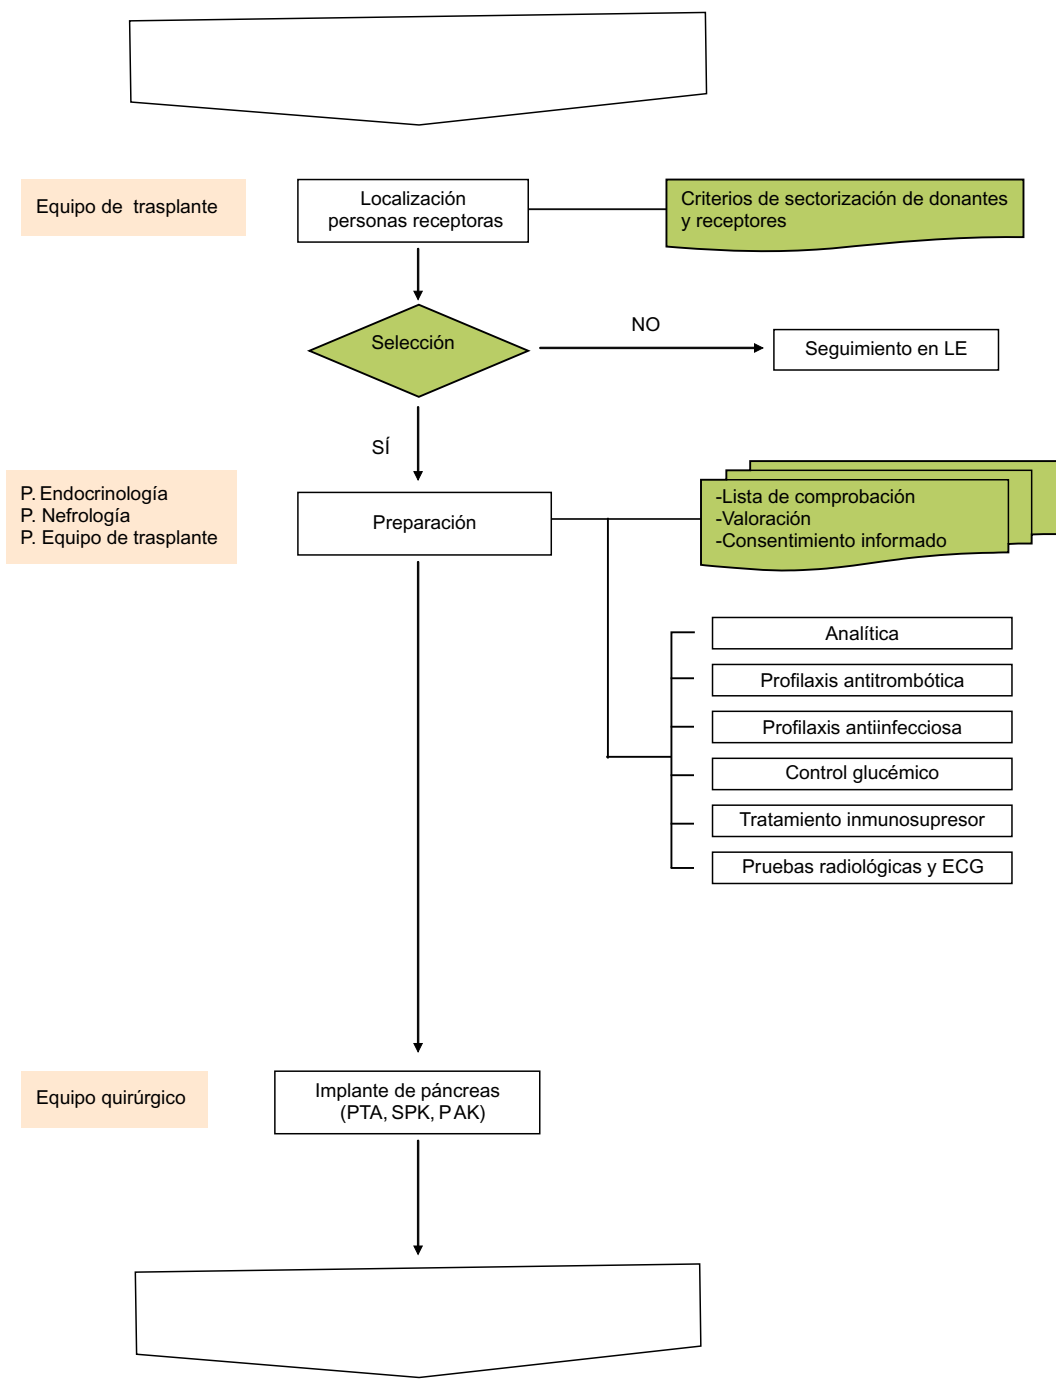 Equipo de trasplante
Localización
personas receptoras
Criterios de sectorización de donantes
y receptores
Selección
NO
Seguimiento en LE
SÍ
P. Endocrinología
P. Nefrología
P. Equipo de trasplante
Preparación
-Lista de comprobación
-Valoración
-Consentimiento informado
Analítica
Profilaxis antitrombótica
Profilaxis antiinfecciosa
Control glucémico
Tratamiento inmunosupresor
Pruebas radiológicas y ECG
Equipo quirúrgico
Implante de páncreas
(PTA, SPK, PAK)